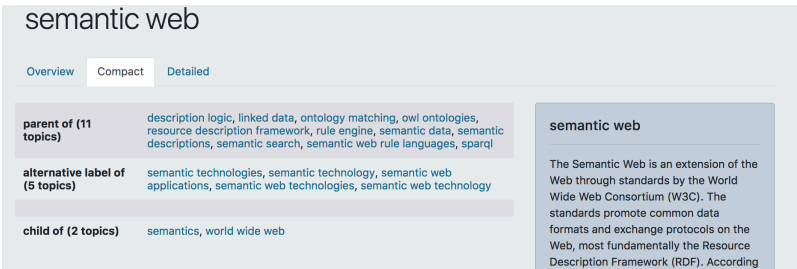 semantic web
Overview Compact Detailed
parent of (11 topics)
description logic, linked data, ontology matching, owl ontologies,
resource description framework, rule engine, semantic data, semantic
descriptions, semantic search, semantic web rule languages, sparql
alternative label of (5 topics)
semantic technologies, semantic technology, semantic web
applications, semantic web technologies, semantic web technology
child of (2 topics) semantics, world wide web
semantic web
The Semantic Web is an extension of the
Web through standards by the World
Wide Web Consortium (W3C). The
standards promote common data
formats and exchange protocols on the
Web, most fundamentally the Resource
Description Framework (RDF). According